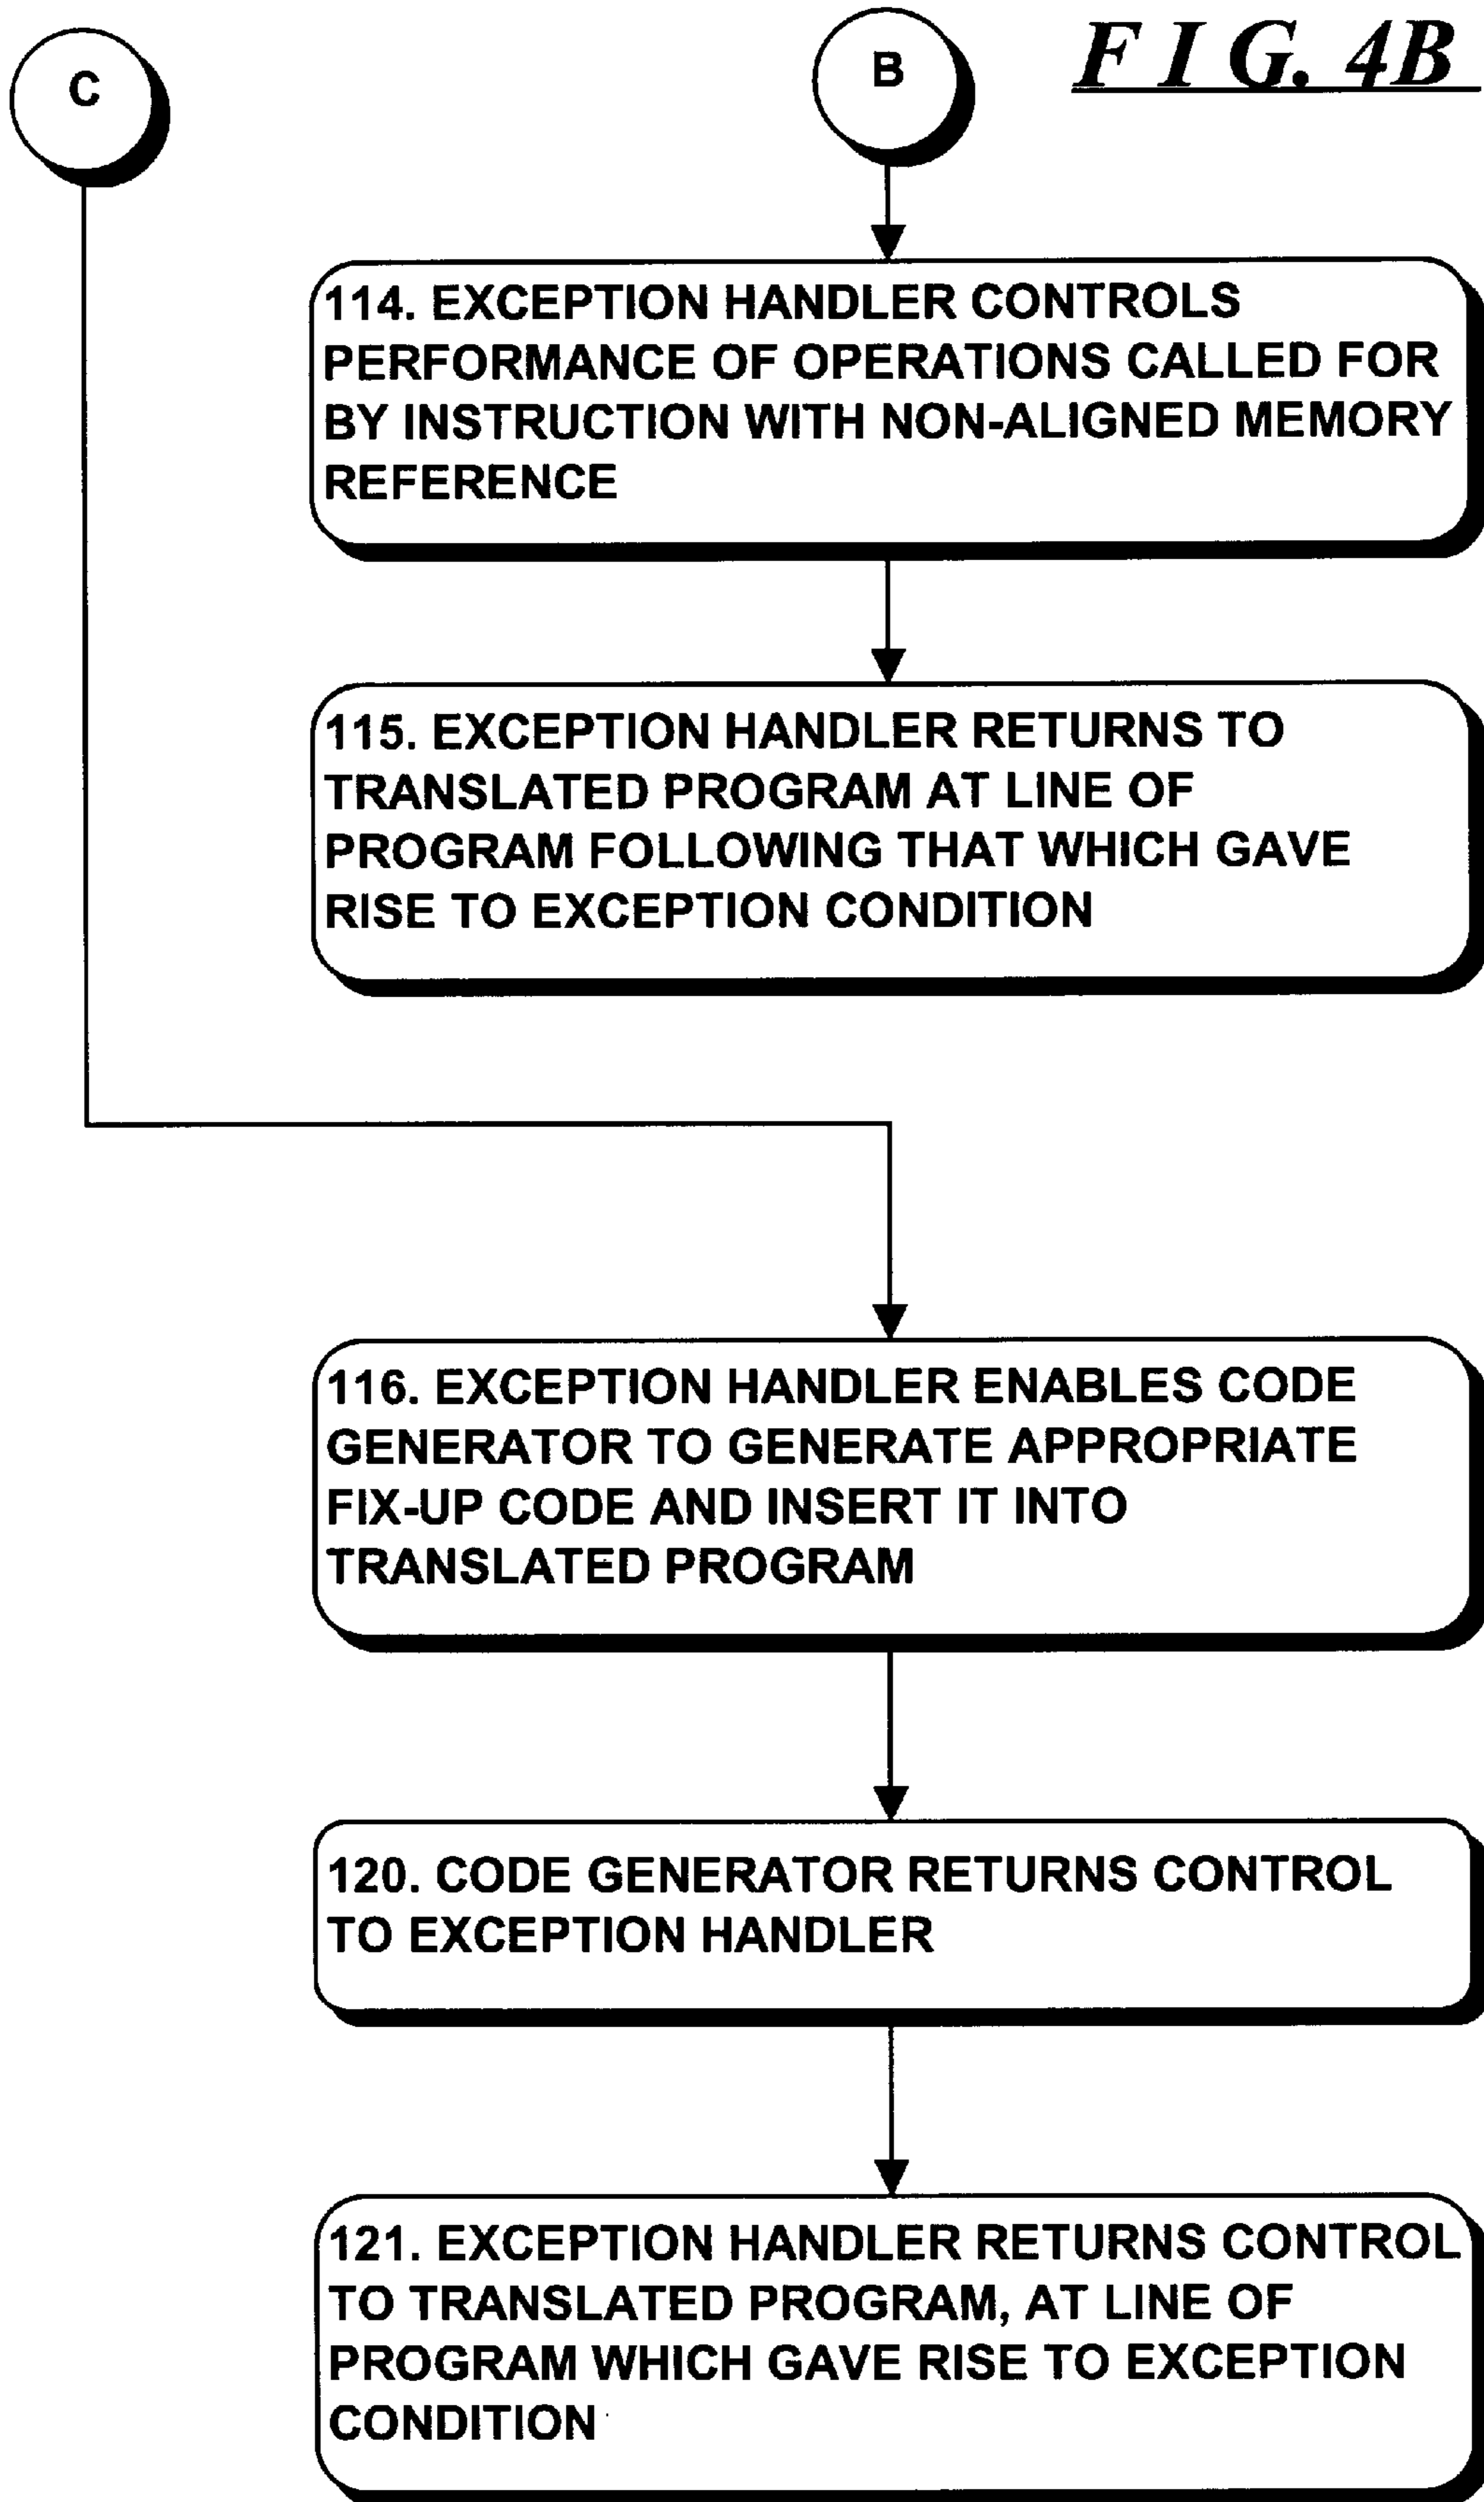 C
B
FIG. 4B
114. EXCEPTION HANDLER CONTROLS
PERFORMANCE OF OPERATIONS CALLED FOR
BY INSTRUCTION WITH NON-ALIGNED MEMORY
REFERENCE
115. EXCEPTION HANDLER RETURNS TO
TRANSLATED PROGRAM AT LINE OF
PROGRAM FOLLOWING THAT WHICH GAVE
RISE TO EXCEPTION CONDITION
116. EXCEPTION HANDLER ENABLES CODE
GENERATOR TO GENERATE APPROPRIATE
FIX-UP CODE AND INSERT IT INTO
TRANSLATED PROGRAM
120. CODE GENERATOR RETURNS CONTROL
TO EXCEPTION HANDLER
121. EXCEPTION HANDLER RETURNS CONTROL
TO TRANSLATED PROGRAM, AT LINE OF
PROGRAM WHICH GAVE RISE TO EXCEPTION
CONDITION